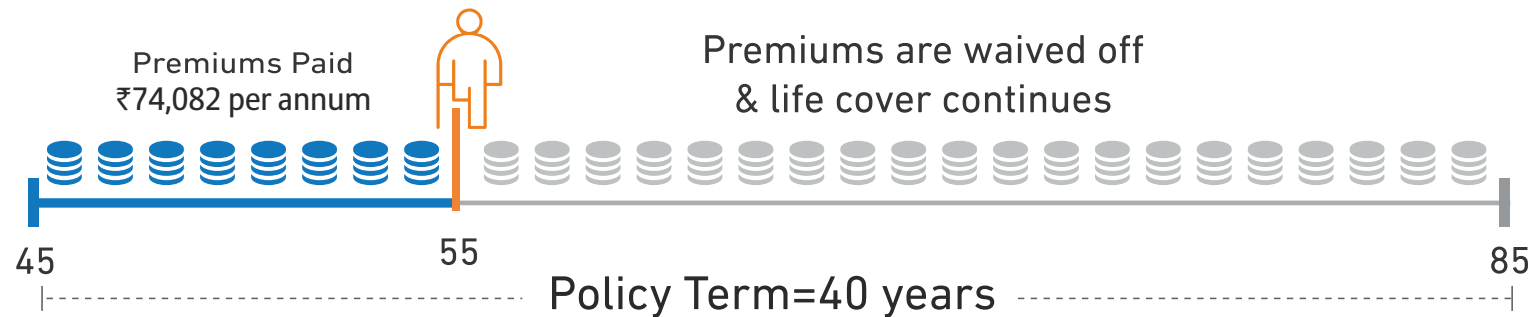 Premiums Paid
₹74,082 per annum
Premiums are waived off
& life cover continues
45
55
85
Policy Term=40 years